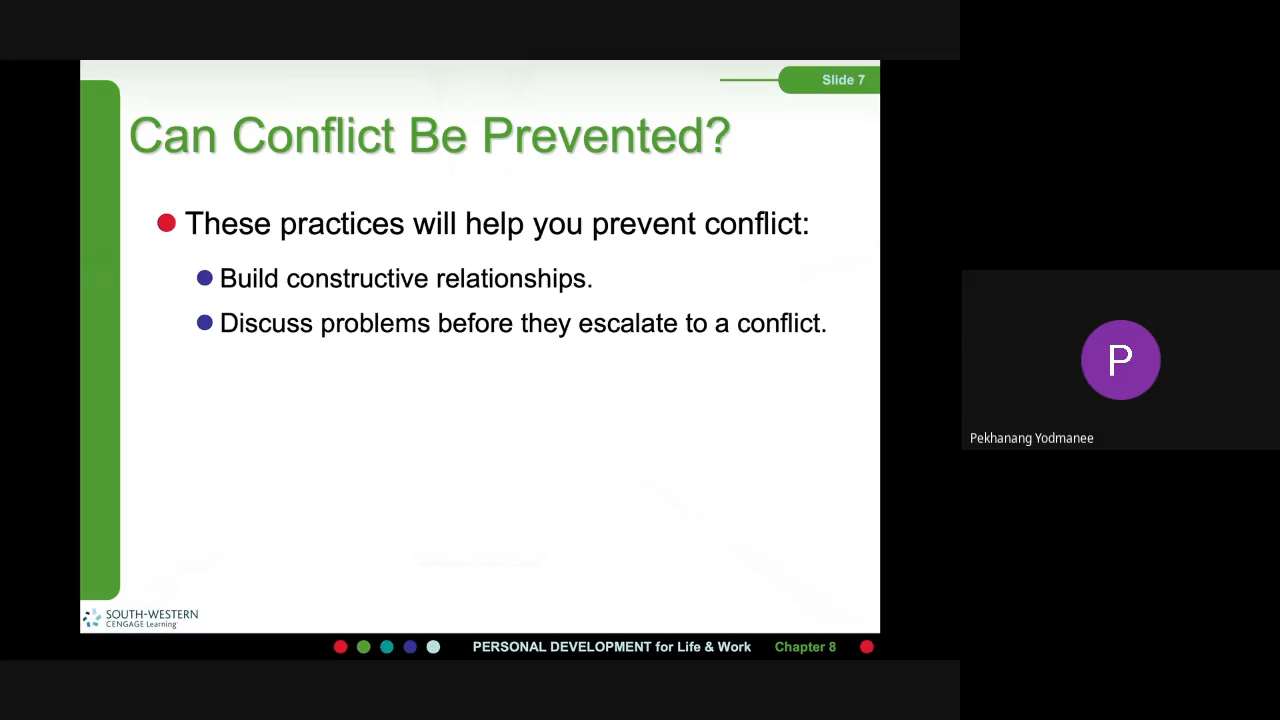 Slide 7
Can Conflict Be Prevented?
These practices will help you prevent conflict:
Build constructive relationships.
Discuss problems before they escalate to a conflict.
P
Pekhanang Yodmanee
SOUTH-WESTERN
CENGAGE Learning
PERSONAL DEVELOPMENT for Life & Work Chapter 8